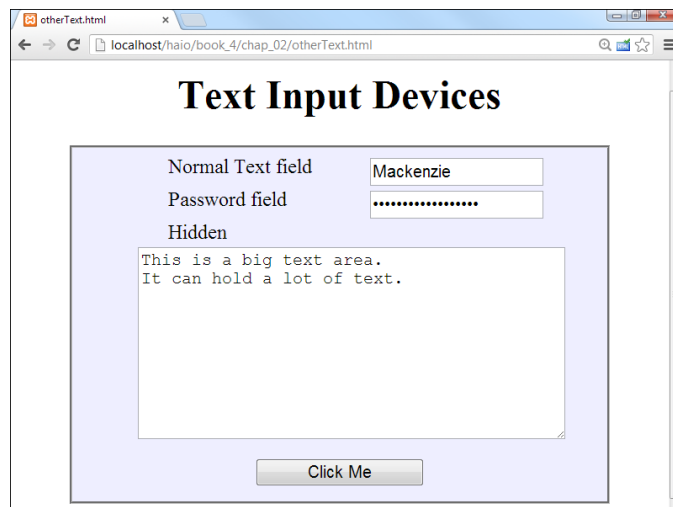 otherText.html
localhost/haio/book_4/chap_02/otherText.html
Text Input Devices
Normal Text field Mackenzie
Password field ••••••••••••••••••
Hidden
This is a big text area.
It can hold a lot of text.
Click Me